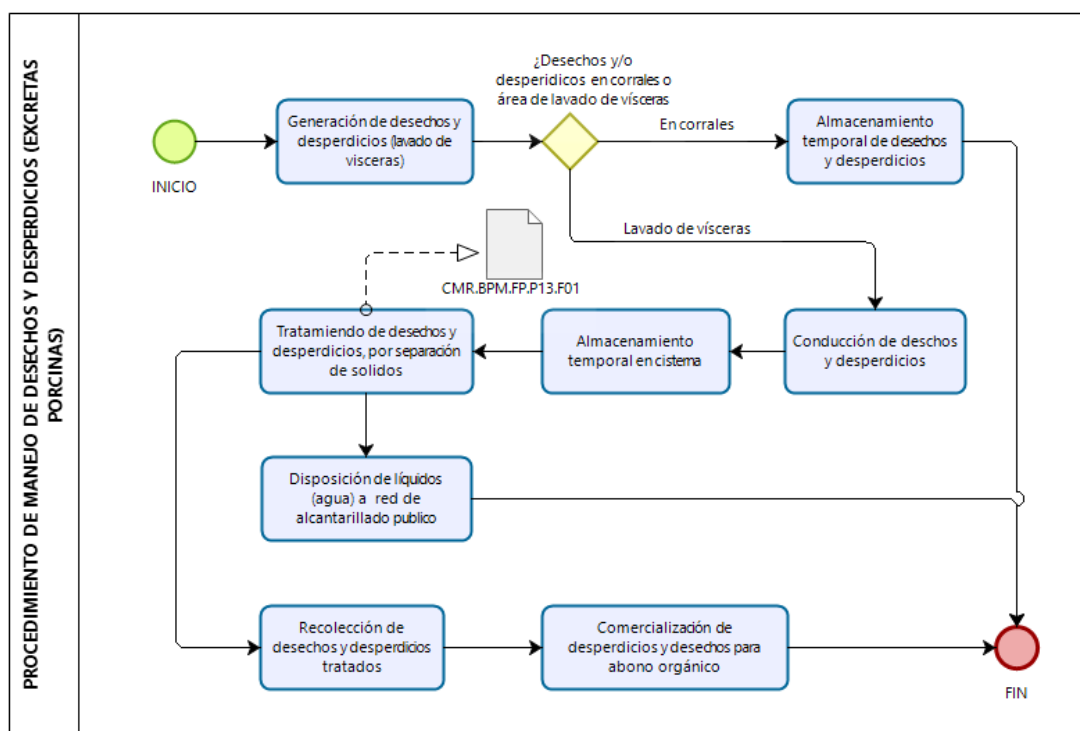 PROCEDIMIENTO DE MANEJO DE DESECHOS Y DESPERDICIOS (EXCRETAS
PORCINAS)
INICIO
Generación de desechos y
desperdicios (lavado de
visceras)
¿Desechos y/o
desperidicos en corrales o
área de lavado de vísceras
En corrales
Almacenamiento
temporal de desechos
y desperdicios
Lavado de vísceras
CMR.BPM.FP.P13.F01
Tratamiendo de desechos y
desperdicios, por separación
de solidos
Almacenamiento
temporal en cisterna
Conducción de deschos
y desperdicios
Disposición de líquidos
(agua) a red de
alcantarillado publico
Recolección de
desechos y desperdicios
tratados
Comercialización de
desperdicios y desechos para
abono orgánico
FIN